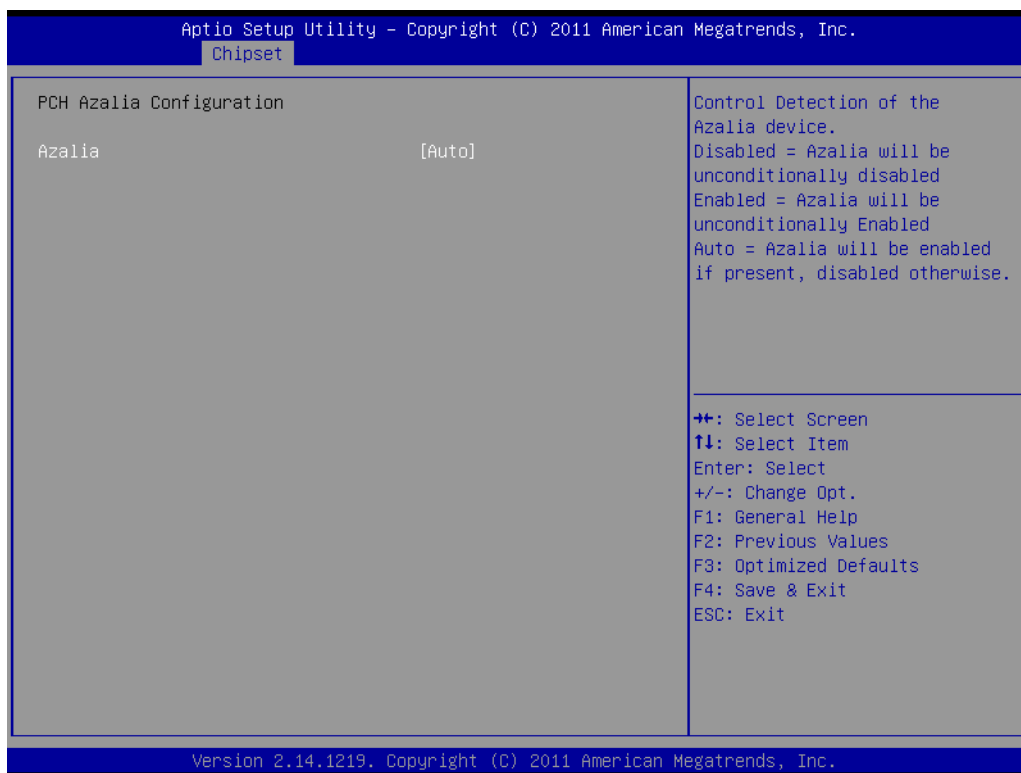 Aptio Setup Utility – Copyright (C) 2011 American Megatrends, Inc.
Chipset
PCH Azalia Configuration
Azalia [Auto]
Control Detection of the
Azalia device.
Disabled = Azalia will be
unconditionally disabled
Enabled = Azalia will be
unconditionally Enabled
Auto = Azalia will be enabled
if present, disabled otherwise.
→←: Select Screen
↑↓: Select Item
Enter: Select
+/-: Change Opt.
F1: General Help
F2: Previous Values
F3: Optimized Defaults
F4: Save & Exit
ESC: Exit
Version 2.14.1219. Copyright (C) 2011 American Megatrends, Inc.